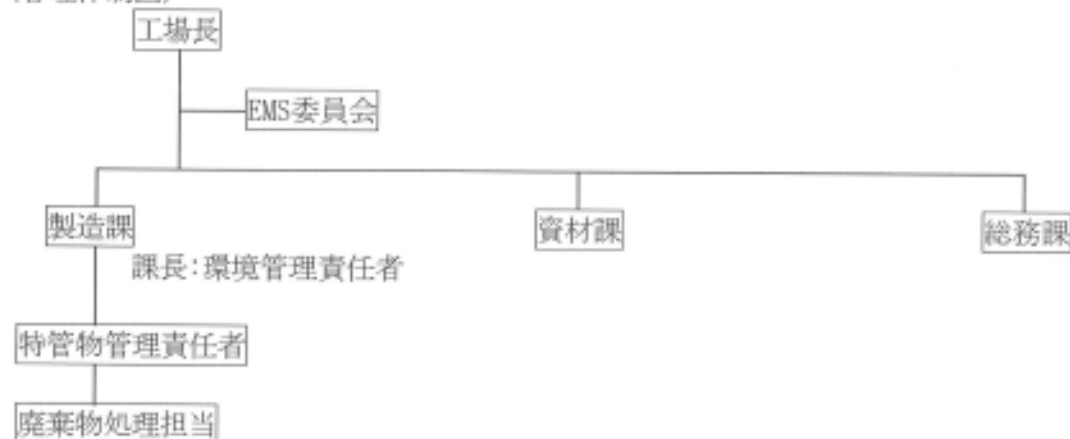 工場長
EMS委員会
製造課
資材課
総務課
課長：環境管理責任者
特管物管理責任者
廃棄物処理担当